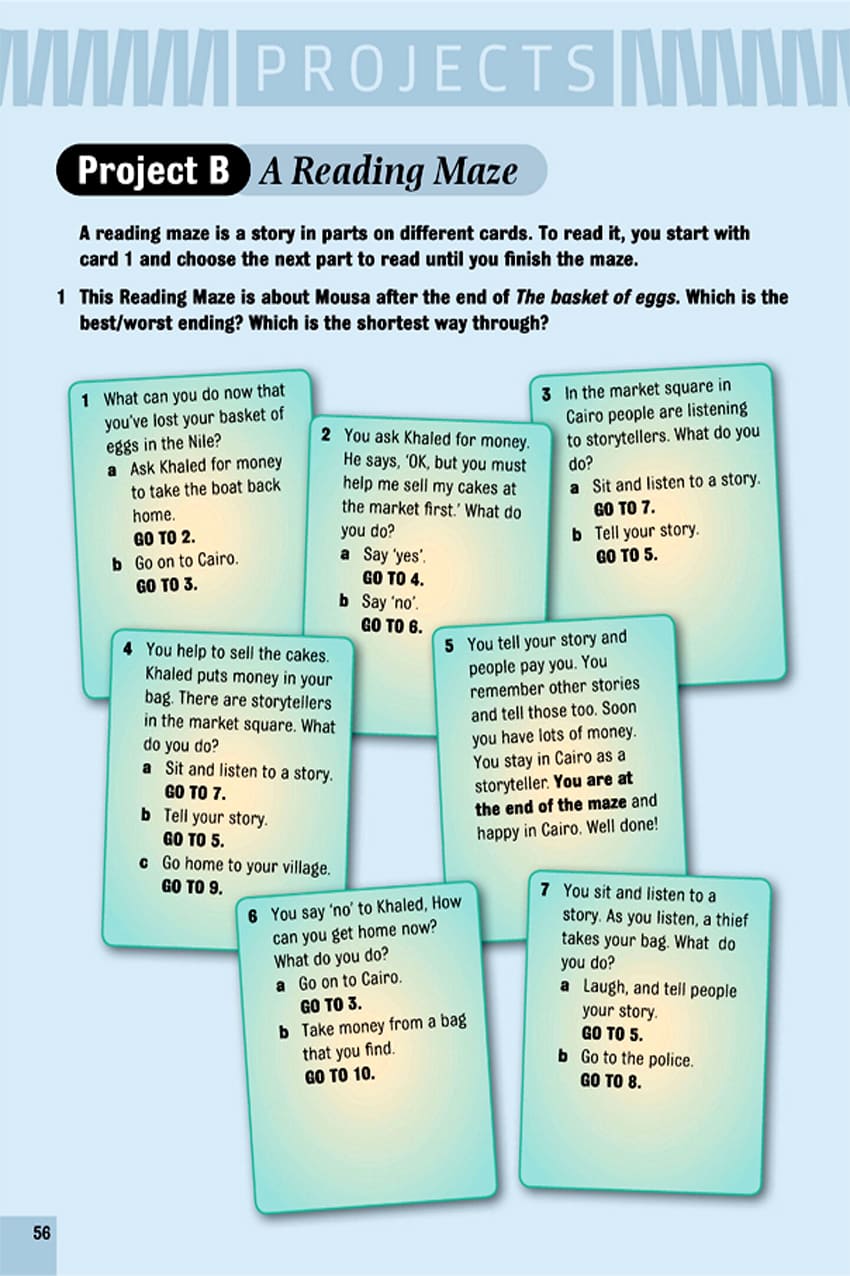 PROJECTS
Project B A Reading Maze
A reading maze is a story in parts on different cards. To read it, you start with
card 1 and choose the next part to read until you finish the maze.
1 This Reading Maze is about Mousa after the end of The basket of eggs. Which is the
best/worst ending? Which is the shortest way through?
1 What can you do now that
you've lost your basket of
eggs in the Nile?
a Ask Khaled for money
to take the boat back
home.
GO TO 2.
b Go on to Cairo.
GO TO 3.
2 You ask Khaled for money.
He says, 'OK, but you must
help me sell my cakes at
the market first.' What do
you do?
a Say 'yes'.
GO TO 4.
b Say 'no'.
GO TO 6.
3 In the market square in
Cairo people are listening
to storytellers. What do you
do?
a Sit and listen to a story.
GO TO 7.
b Tell your story.
GO TO 5.
4 You help to sell the cakes.
Khaled puts money in your
bag. There are storytellers
in the market square. What
do you do?
a Sit and listen to a story.
GO TO 7.
b Tell your story.
GO TO 5.
c Go home to your village.
GO TO 9.
5 You tell your story and
people pay you. You
remember other stories
and tell those too. Soon
you have lots of money.
You stay in Cairo as a
storyteller. You are at
the end of the maze and
happy in Cairo. Well done!
6 You say 'no' to Khaled, How
can you get home now?
What do you do?
a Go on to Cairo.
GO TO 3.
b Take money from a bag
that you find.
GO TO 10.
7 You sit and listen to a
story. As you listen, a thief
takes your bag. What do
you do?
a Laugh, and tell people
your story.
GO TO 5.
b Go to the police.
GO TO 8.
56